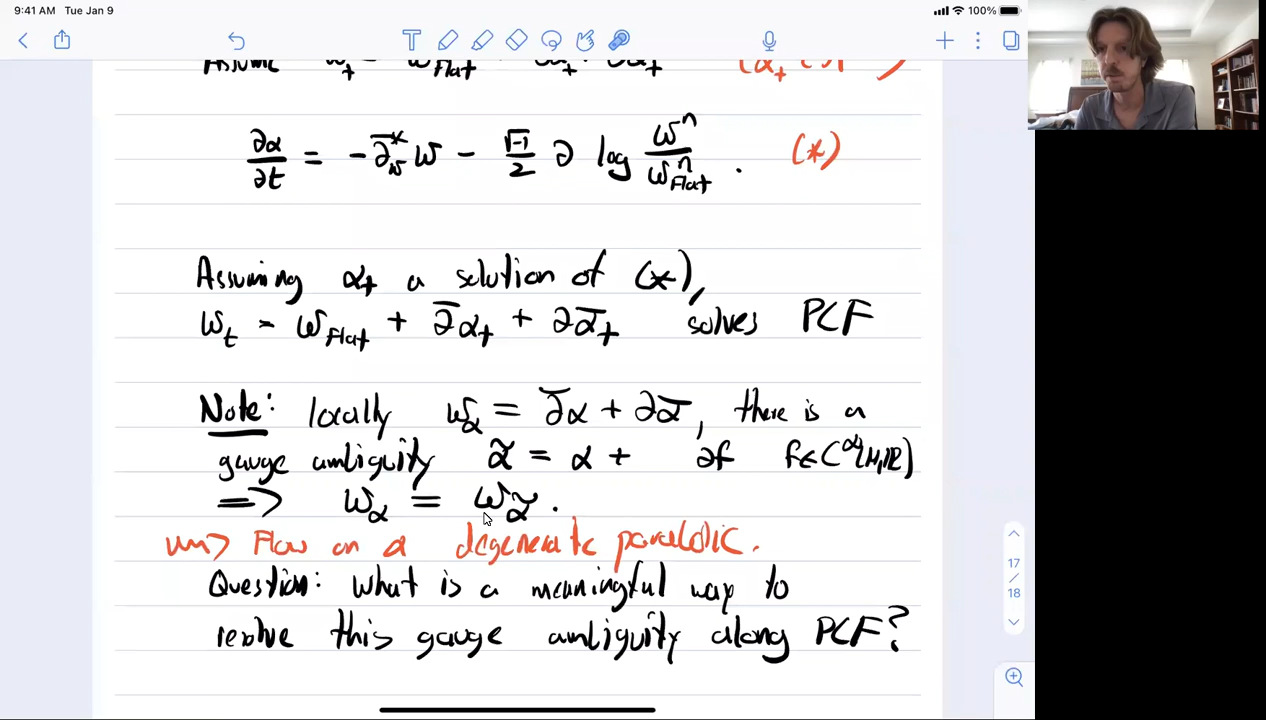 9:41 AM Tue Jan 9
100%
Assume
∂α/∂t = -∂̄*_ω ω - √-1/2 ∂ log ω^n/ω^n_Flat . (*)
Assuming α_t a solution of (*),
ω_t = ω_Flat + ∂̄α_t + ∂ᾱ_t solves PCF
Note: locally ω_α = ∂̄α + ∂ᾱ, there is a
gauge ambiguity α̃ = α + ∂f f∈C^∞(M,ℝ)
=> ω_α = ω_α̃ .
Flow on α degenerate parabolic.
Question: what is a meaningful way to
resolve this gauge ambiguity along PCF?
17
/
18